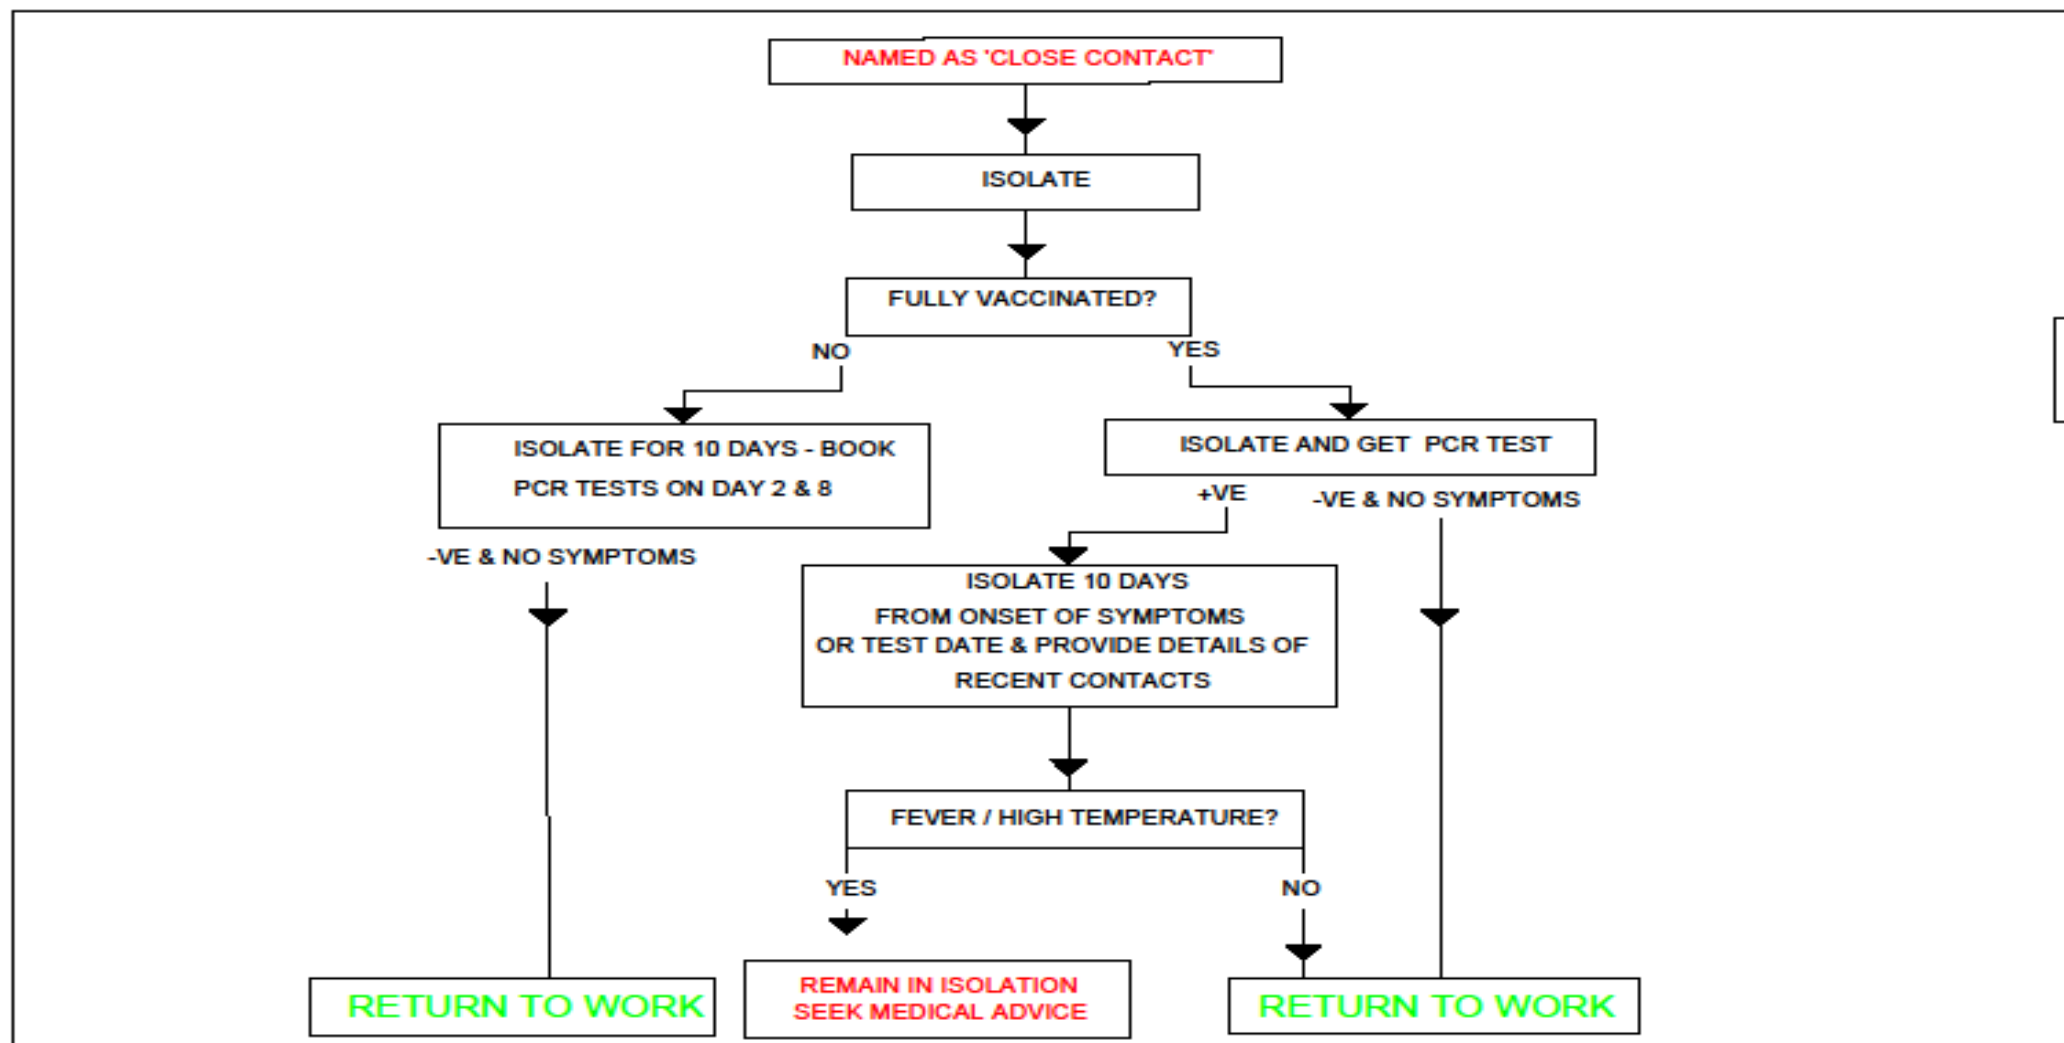 NAMED AS 'CLOSE CONTACT'
ISOLATE
FULLY VACCINATED?
NO
YES
ISOLATE FOR 10 DAYS - BOOK
PCR TESTS ON DAY 2 & 8
ISOLATE AND GET PCR TEST
+VE
-VE & NO SYMPTOMS
-VE & NO SYMPTOMS
ISOLATE 10 DAYS
FROM ONSET OF SYMPTOMS
OR TEST DATE & PROVIDE DETAILS OF
RECENT CONTACTS
FEVER / HIGH TEMPERATURE?
YES
NO
RETURN TO WORK
REMAIN IN ISOLATION
SEEK MEDICAL ADVICE
RETURN TO WORK